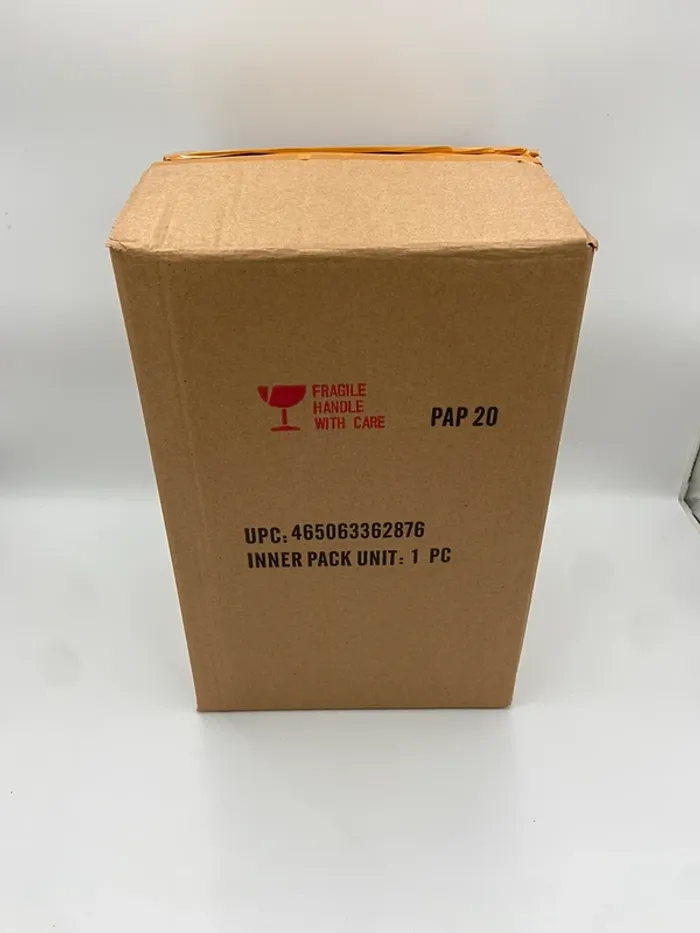 FRAGILE
HANDLE
WITH CARE
PAP 20
UPC: 465063362876
INNER PACK UNIT: 1 PC